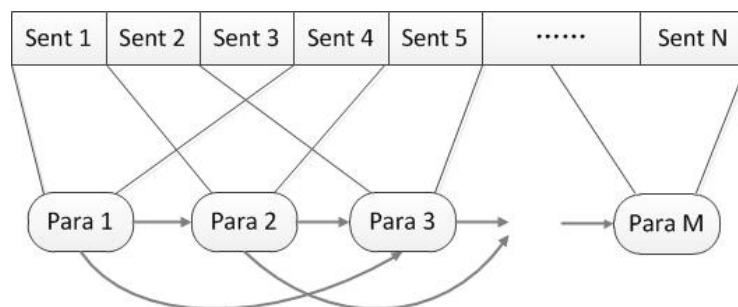 Sent 1 Sent 2 Sent 3 Sent 4 Sent 5 ...... Sent N
Para 1 Para 2 Para 3 Para M